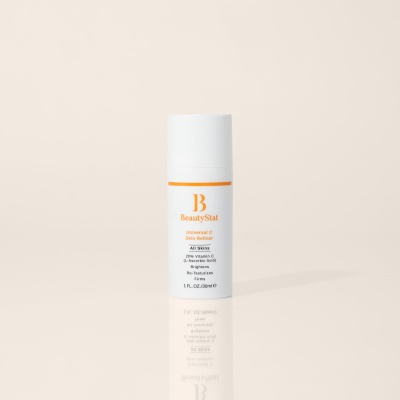 B
BeautyStat
Universal C
Skin Refiner
All Skins
20% Vitamin C
(L-Ascorbic Acid)
Brightens
Re-Texturizes
Firms
1 FL.OZ./30ml e